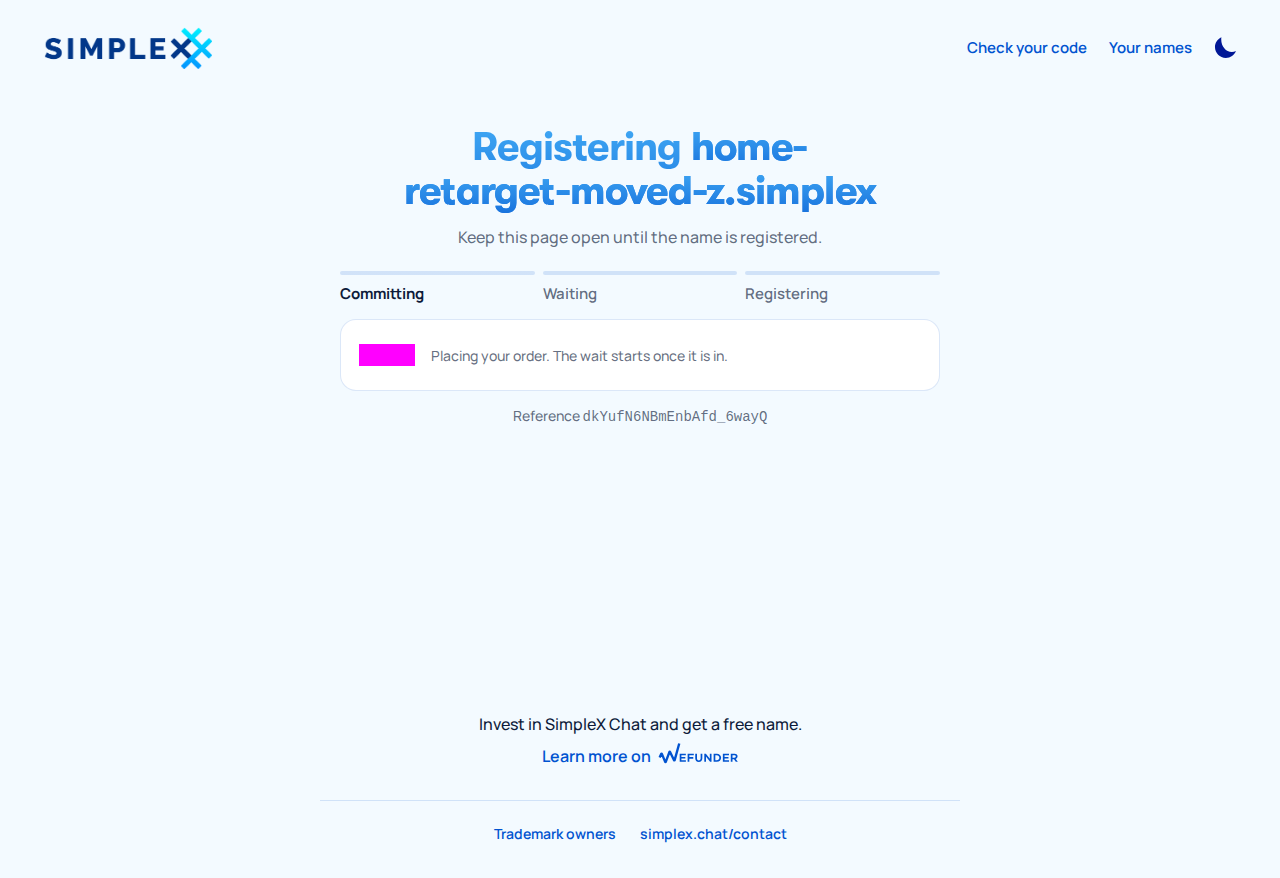 SIMPLEX
Check your code
Your names
Registering home-
retarget-moved-z.simplex
Keep this page open until the name is registered.
Committing
Waiting
Registering
Placing your order. The wait starts once it is in.
Reference dkYufN6NBmEnbAfd_6wayQ
Invest in SimpleX Chat and get a free name.
Learn more on WEFUNDER
Trademark owners
simplex.chat/contact